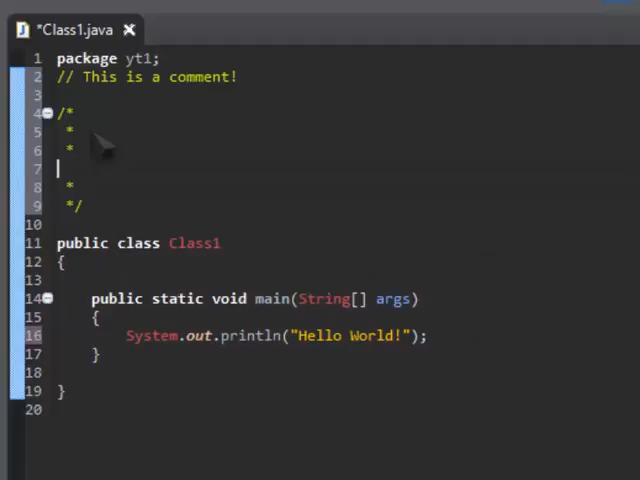 *Class1.java
1 package yt1;
2 // This is a comment!
3
4 /*
5 *
6 *
7
8 *
9 */
10
11 public class Class1
12 {
13
14 public static void main(String[] args)
15 {
16 System.out.println("Hello World!");
17 }
18
19 }
20